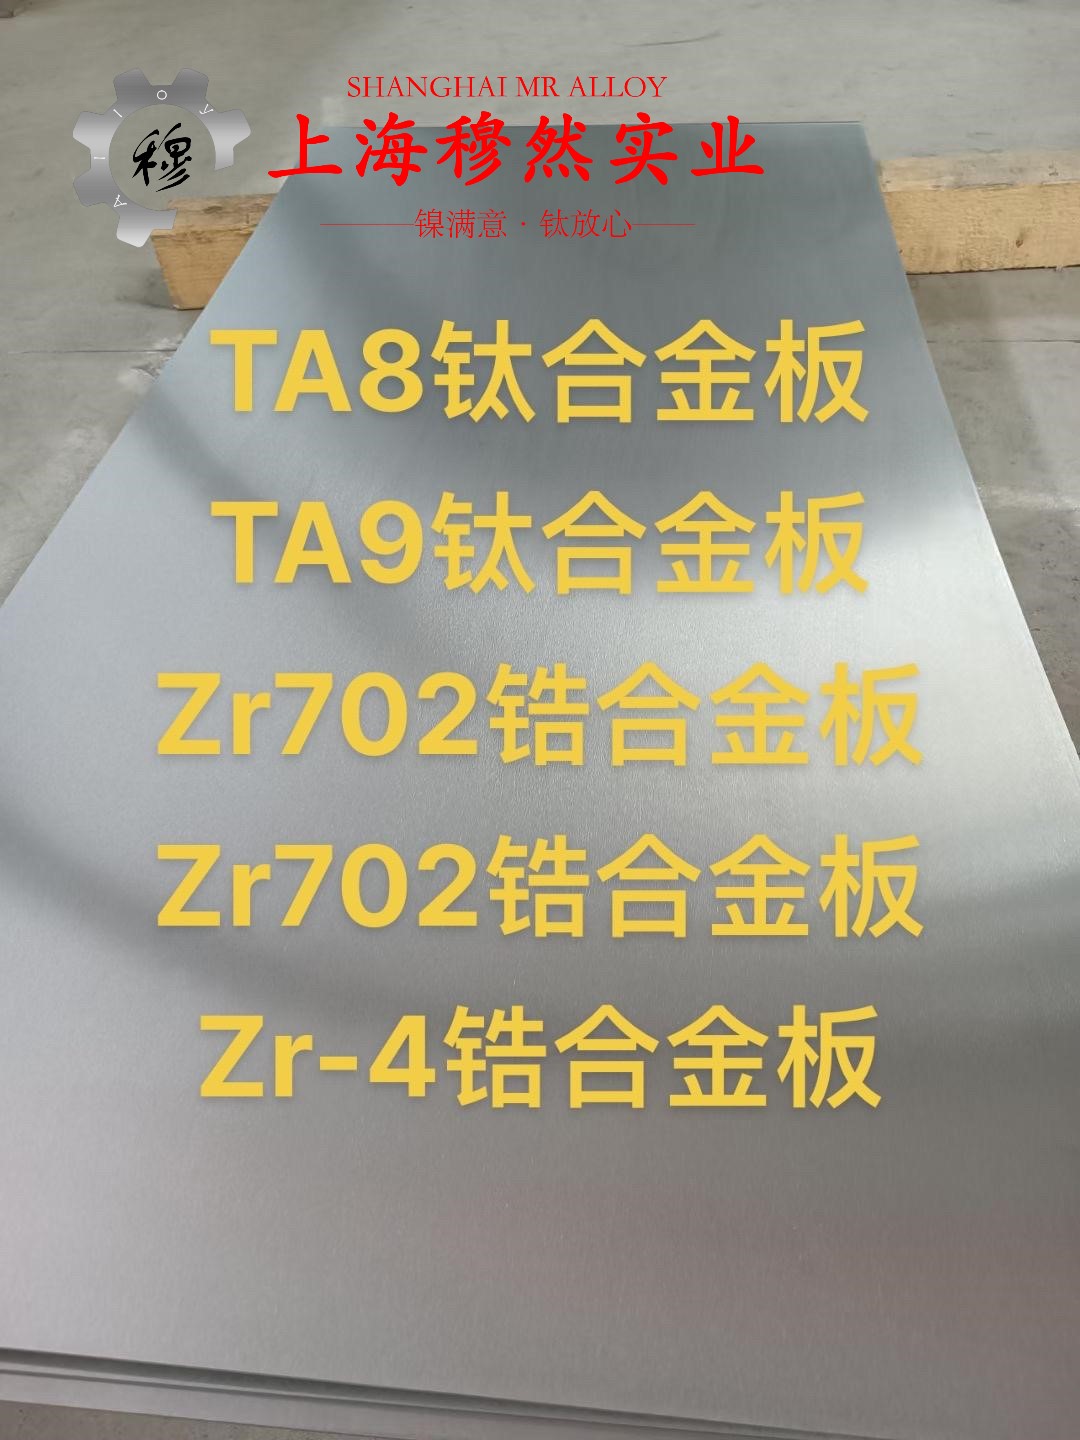 SHANGHAI MR ALLOY
上海穆然实业
穆
ALLOY
镍满意·钛放心
TA8钛合金板
TA9钛合金板
Zr702锆合金板
Zr702锆合金板
Zr-4锆合金板